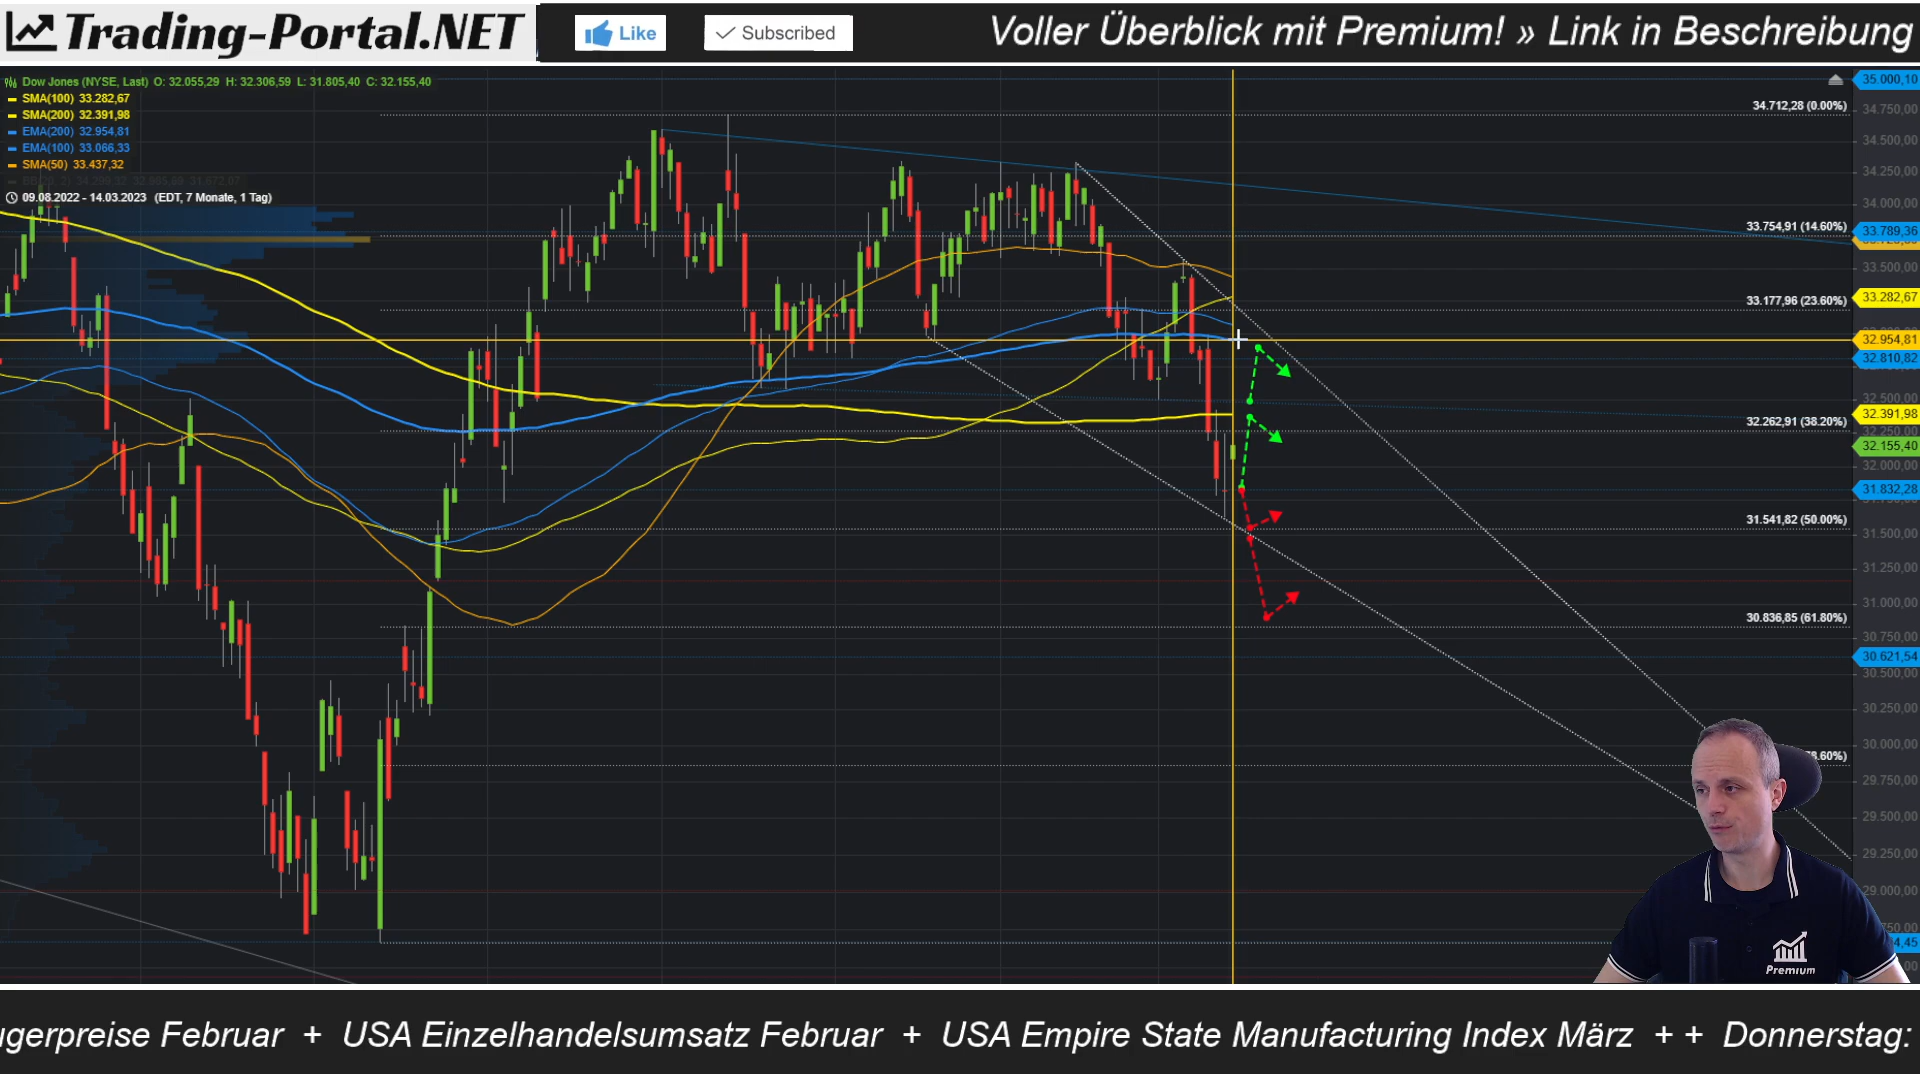 Trading-Portal.NET
Like
Subscribed
Voller Überblick mit Premium! » Link in Beschreibung
Dow Jones (NYSE, Last) O: 32.055,29 H: 32.306,59 L: 31.805,40 C: 32.155,40
SMA(100) 33.282,67
SMA(200) 32.391,98
EMA(200) 32.954,81
EMA(100) 33.066,33
SMA(50) 33.437,32
09.08.2022 - 14.03.2023 (EDT, 7 Monate, 1 Tag)
35.000,10
34.712,28 (0.00%)
34.750,00
34.500,00
34.250,00
34.000,00
33.754,91 (14.60%)
33.789,36
33.500,00
33.177,96 (23.60%)
33.282,67
32.954,81
32.810,82
32.500,00
32.391,98
32.262,91 (38.20%)
32.155,40
32.000,00
31.832,28
31.541,82 (50.00%)
31.500,00
31.250,00
31.000,00
30.836,85 (61.80%)
30.750,00
30.621,54
30.500,00
30.250,00
30.000,00
29.750,00
29.500,00
29.250,00
29.000,00
4,45
Premium
ugerpreise Februar + USA Einzelhandelsumsatz Februar + USA Empire State Manufacturing Index März + + Donnerstag: